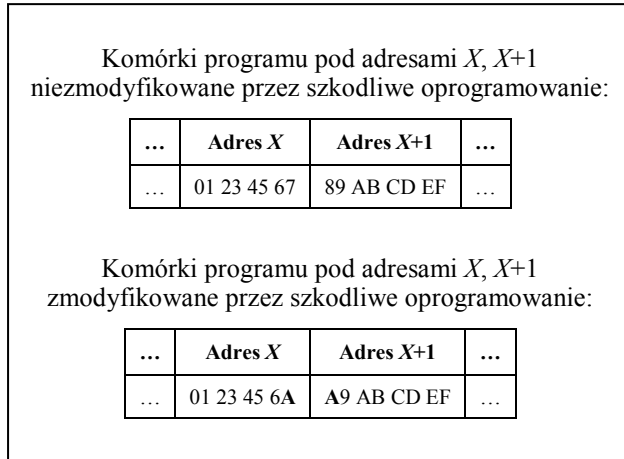 Komórki programu pod adresami X, X+1
niezmodyfikowane przez szkodliwe oprogramowanie:
... Adres X Adres X+1 ...
... 01 23 45 67 89 AB CD EF ...
Komórki programu pod adresami X, X+1
zmodyfikowane przez szkodliwe oprogramowanie:
... Adres X Adres X+1 ...
... 01 23 45 6A A9 AB CD EF ...